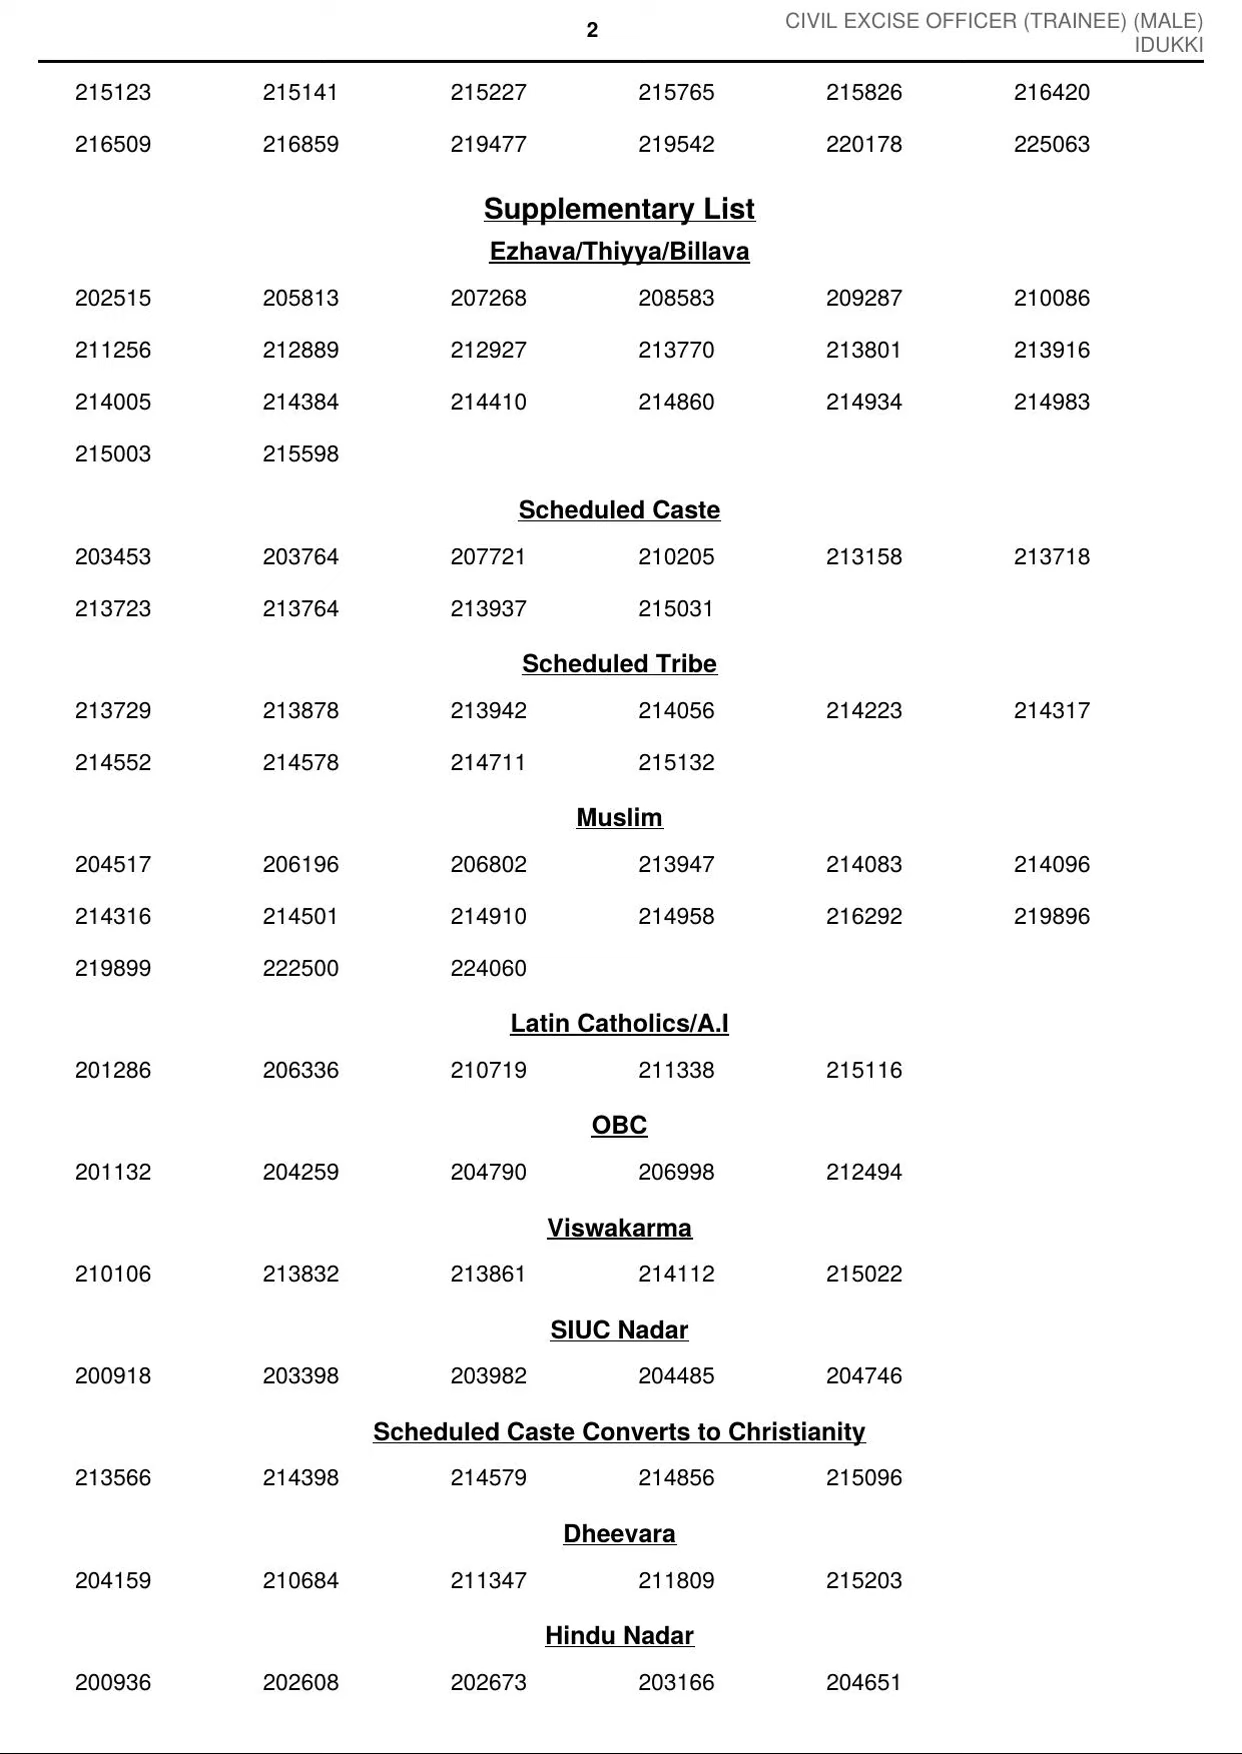 2
CIVIL EXCISE OFFICER (TRAINEE) (MALE)
IDUKKI
215123 215141 215227 215765 215826 216420
216509 216859 219477 219542 220178 225063
Supplementary List
Ezhava/Thiyya/Billava
202515 205813 207268 208583 209287 210086
211256 212889 212927 213770 213801 213916
214005 214384 214410 214860 214934 214983
215003 215598
Scheduled Caste
203453 203764 207721 210205 213158 213718
213723 213764 213937 215031
Scheduled Tribe
213729 213878 213942 214056 214223 214317
214552 214578 214711 215132
Muslim
204517 206196 206802 213947 214083 214096
214316 214501 214910 214958 216292 219896
219899 222500 224060
Latin Catholics/A.I
201286 206336 210719 211338 215116
OBC
201132 204259 204790 206998 212494
Viswakarma
210106 213832 213861 214112 215022
SIUC Nadar
200918 203398 203982 204485 204746
Scheduled Caste Converts to Christianity
213566 214398 214579 214856 215096
Dheevara
204159 210684 211347 211809 215203
Hindu Nadar
200936 202608 202673 203166 204651